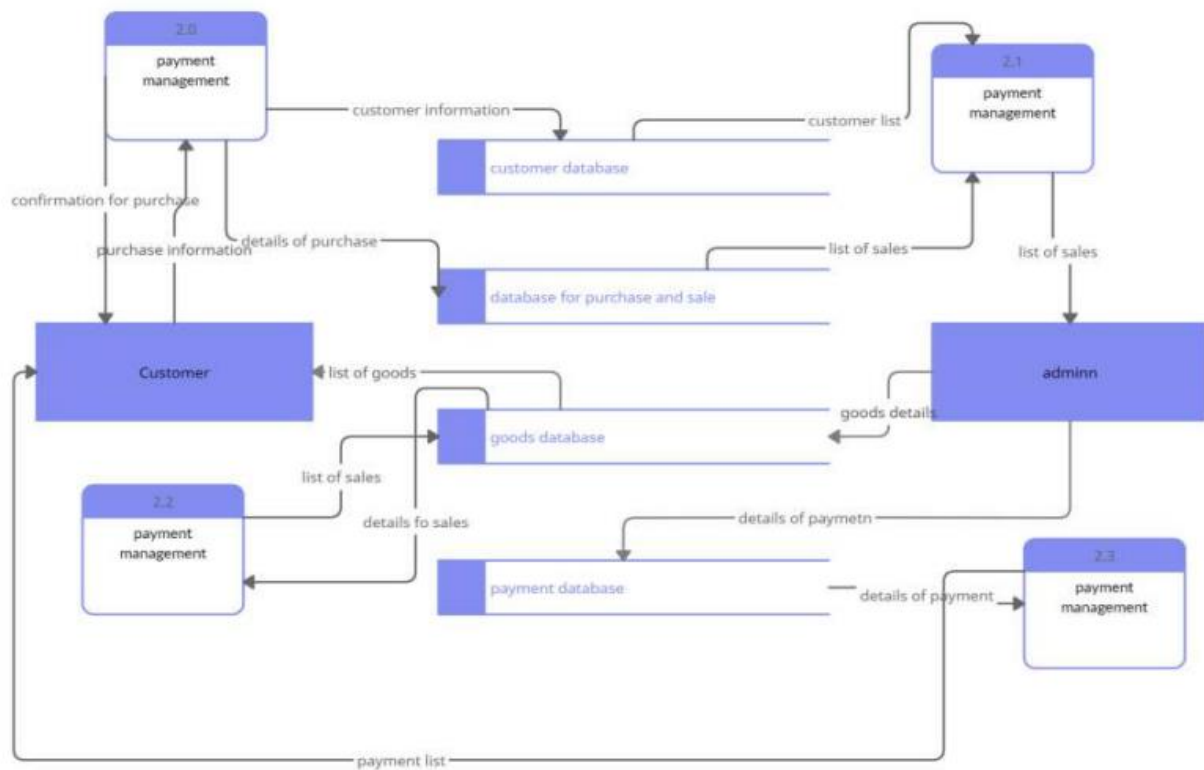 2.0
payment
management
customer information
customer list
2.1
payment
management
customer database
confirmation for purchase
purchase information
details of purchase
list of sales
list of sales
database for purchase and sale
Customer
list of goods
adminn
goods details
goods database
list of sales
2.2
payment
management
details fo sales
details of paymetn
2.3
payment
management
payment database
details of payment
payment list